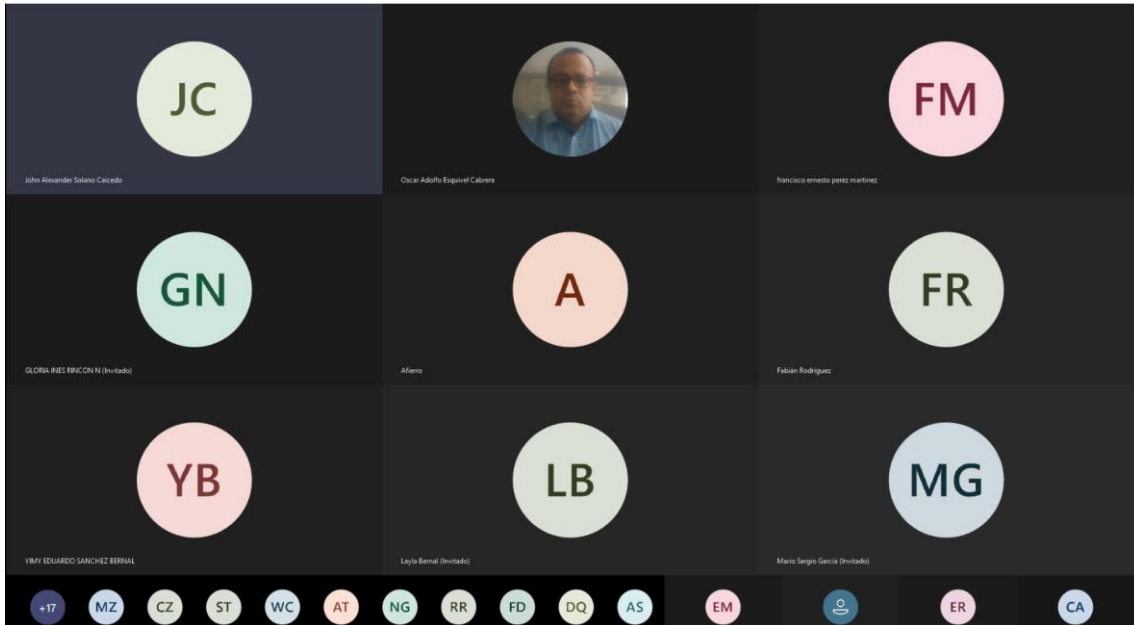 JC
John Alexander Solano Caicedo
Oscar Adolfo Esquivel Cabrera
FM
francisco ernesto perez martinez
GN
GLORIA INES RINCON N (Invitado)
A
Afierro
FR
Fabián Rodriguez
YB
YIMY EDUARDO SANCHEZ BERNAL
LB
Leyla Bernal (Invitado)
MG
Mario Sergio García (Invitado)
+17 MZ CZ ST WC AT NG RR FD DQ AS EM ER CA